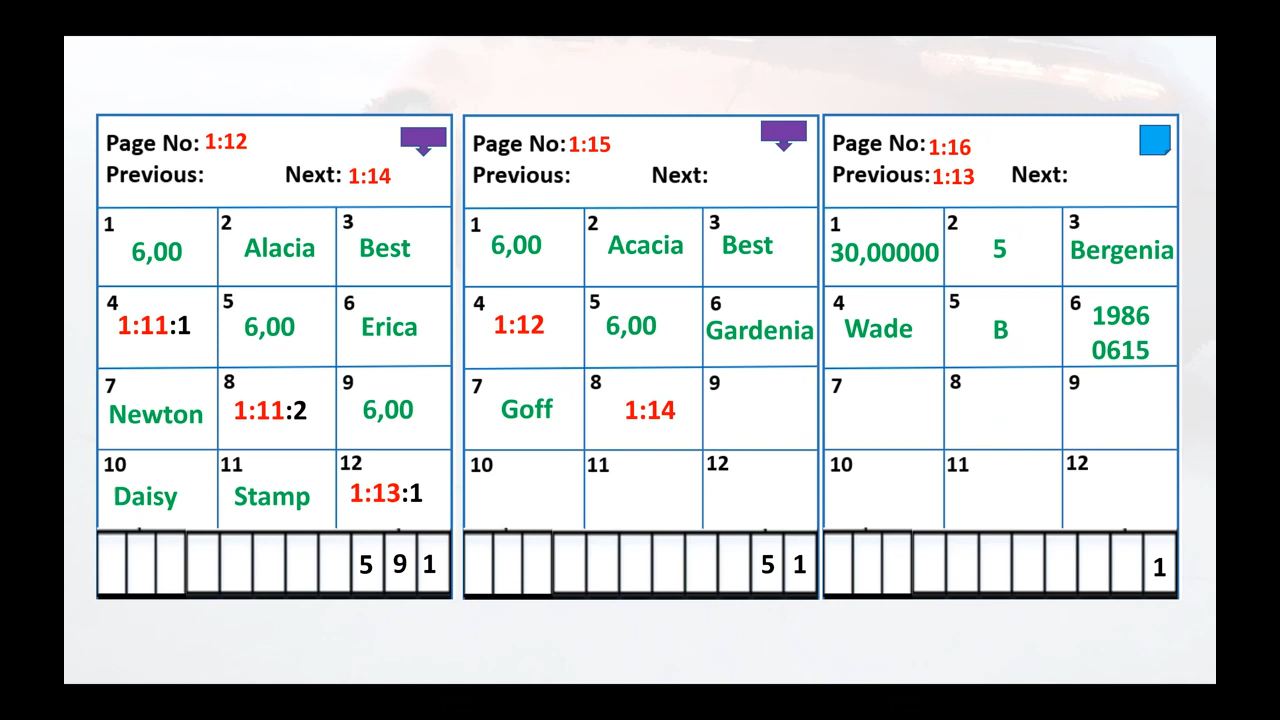 Page No: 1:12
Previous: Next: 1:14
1 6,00
2 Alacia
3 Best
4 1:11:1
5 6,00
6 Erica
7 Newton
8 1:11:2
9 6,00
10 Daisy
11 Stamp
12 1:13:1
5 9 1
Page No: 1:15
Previous: Next:
1 6,00
2 Acacia
3 Best
4 1:12
5 6,00
6 Gardenia
7 Goff
8 1:14
9
10
11
12
5 1
Page No: 1:16
Previous: 1:13 Next:
1 30,00000
2 5
3 Bergenia
4 Wade
5 B
6 1986
0615
7
8
9
10
11
12
1